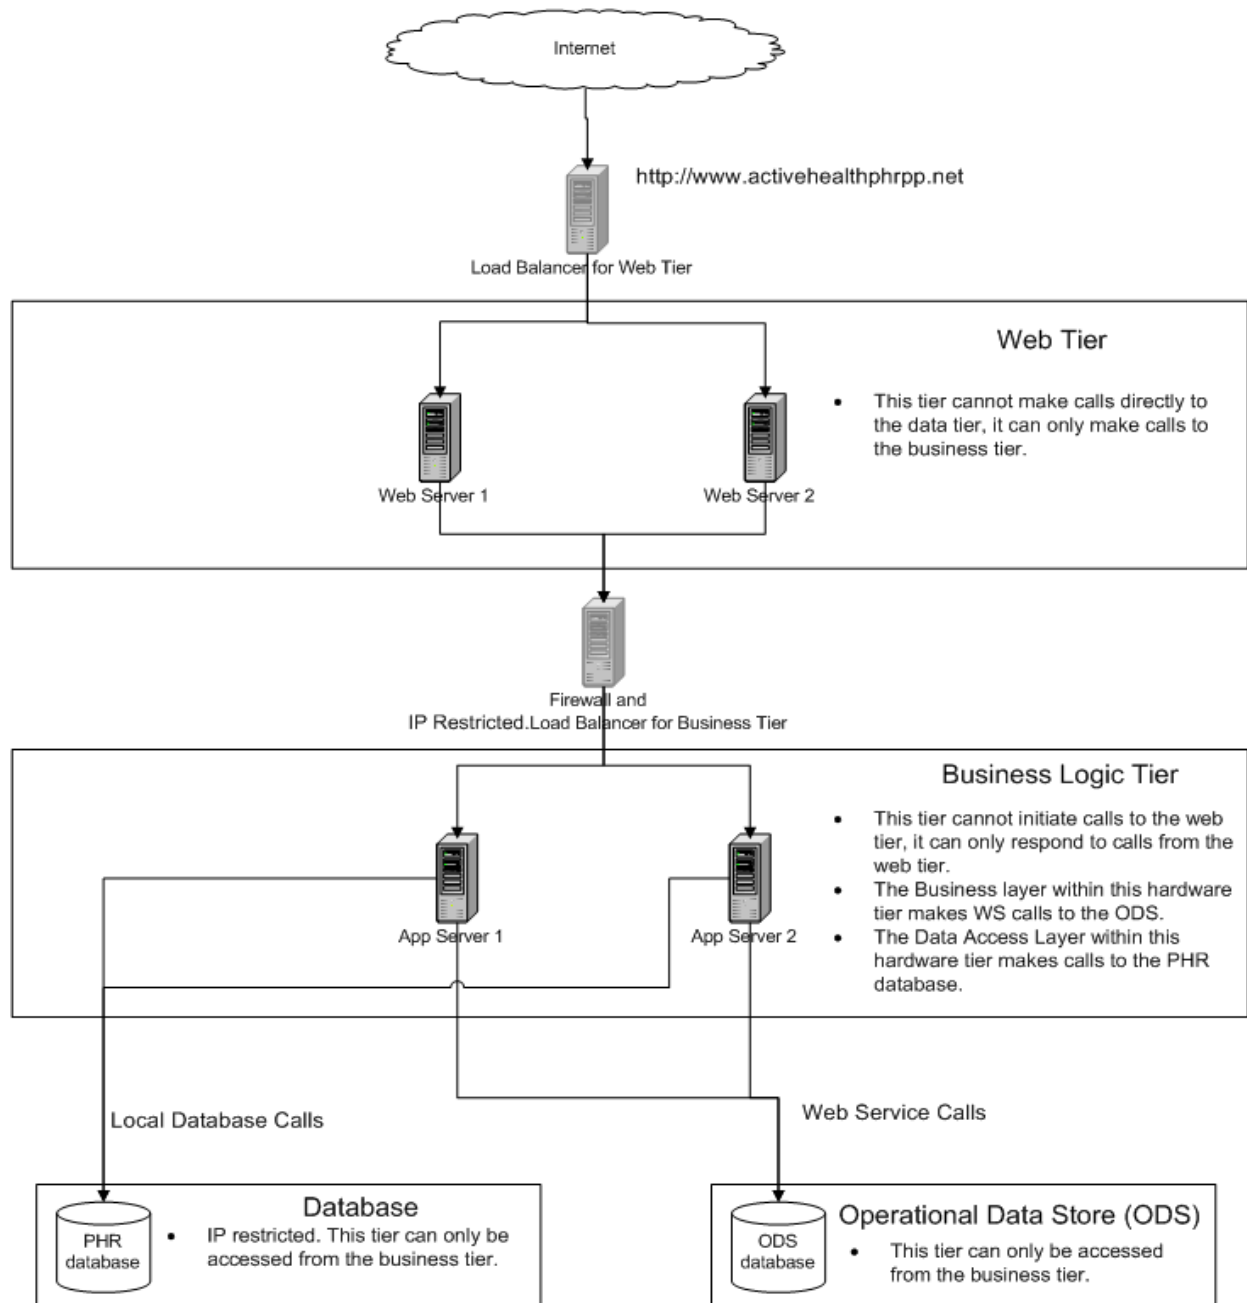 Internet
http://www.activehealthphrpp.net
Load Balancer for Web Tier
Web Tier
• This tier cannot make calls directly to
the data tier, it can only make calls to
the business tier.
Web Server 1
Web Server 2
Firewall and
IP Restricted.Load Balancer for Business Tier
Business Logic Tier
• This tier cannot initiate calls to the web
tier, it can only respond to calls from the
web tier.
• The Business layer within this hardware
tier makes WS calls to the ODS.
• The Data Access Layer within this
hardware tier makes calls to the PHR
database.
App Server 1
App Server 2
Local Database Calls
Web Service Calls
Database
PHR
database
• IP restricted. This tier can only be
accessed from the business tier.
Operational Data Store (ODS)
ODS
database
• This tier can only be accessed
from the business tier.